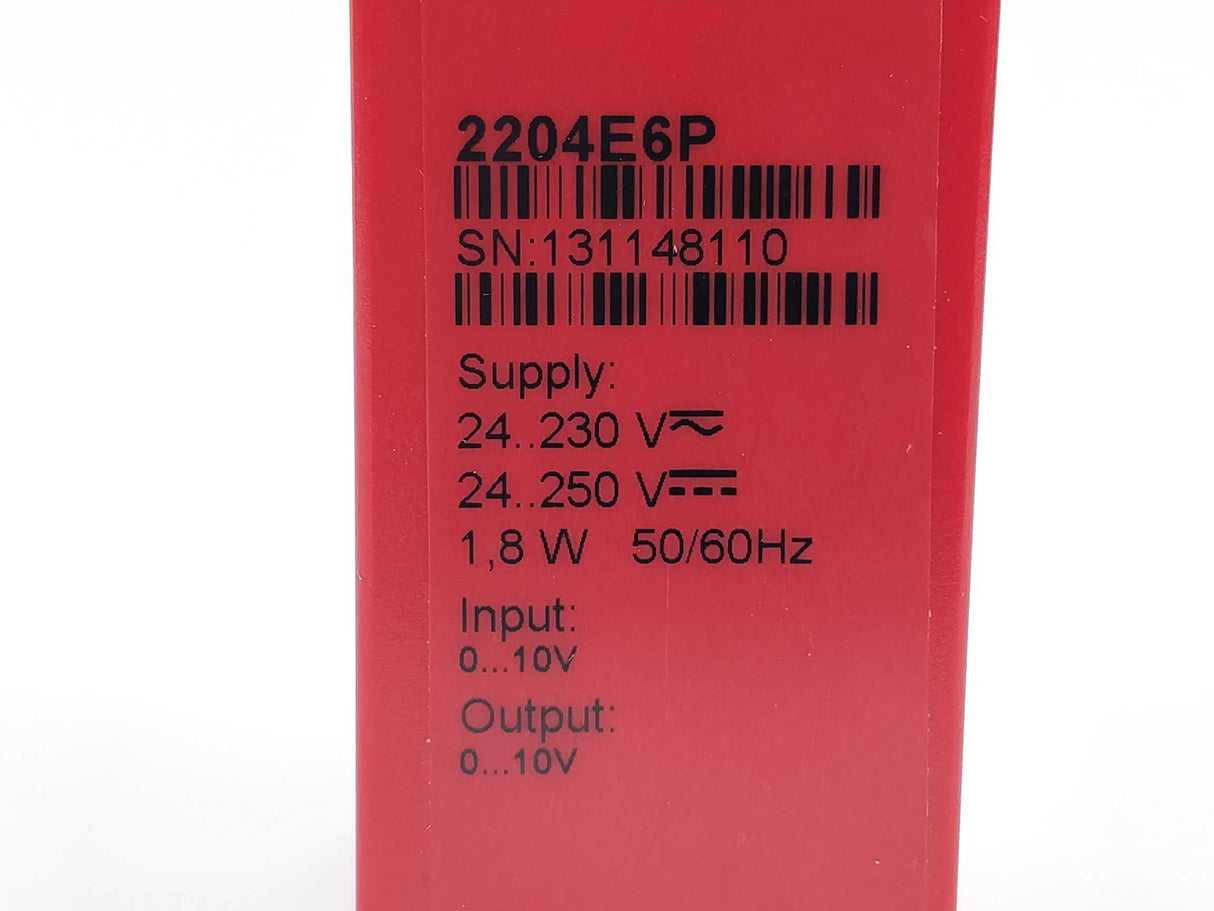 2204E6P
SN:131148110
Supply:
24..230 V⎓~
24..250 V⎓
1,8 W 50/60Hz
Input:
0...10V
Output:
0...10V